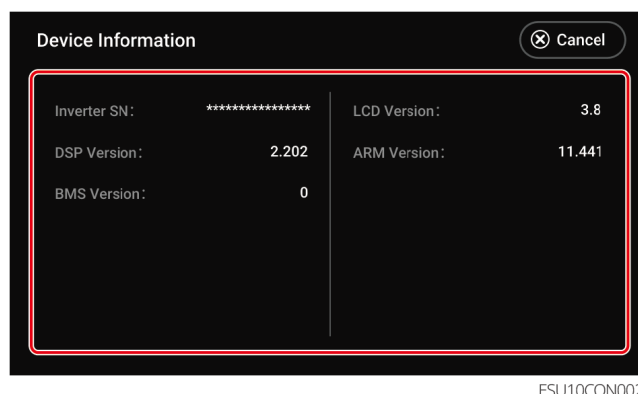 Device Information
Cancel
Inverter SN: ****************
DSP Version: 2.202
BMS Version: 0
LCD Version: 3.8
ARM Version: 11.441